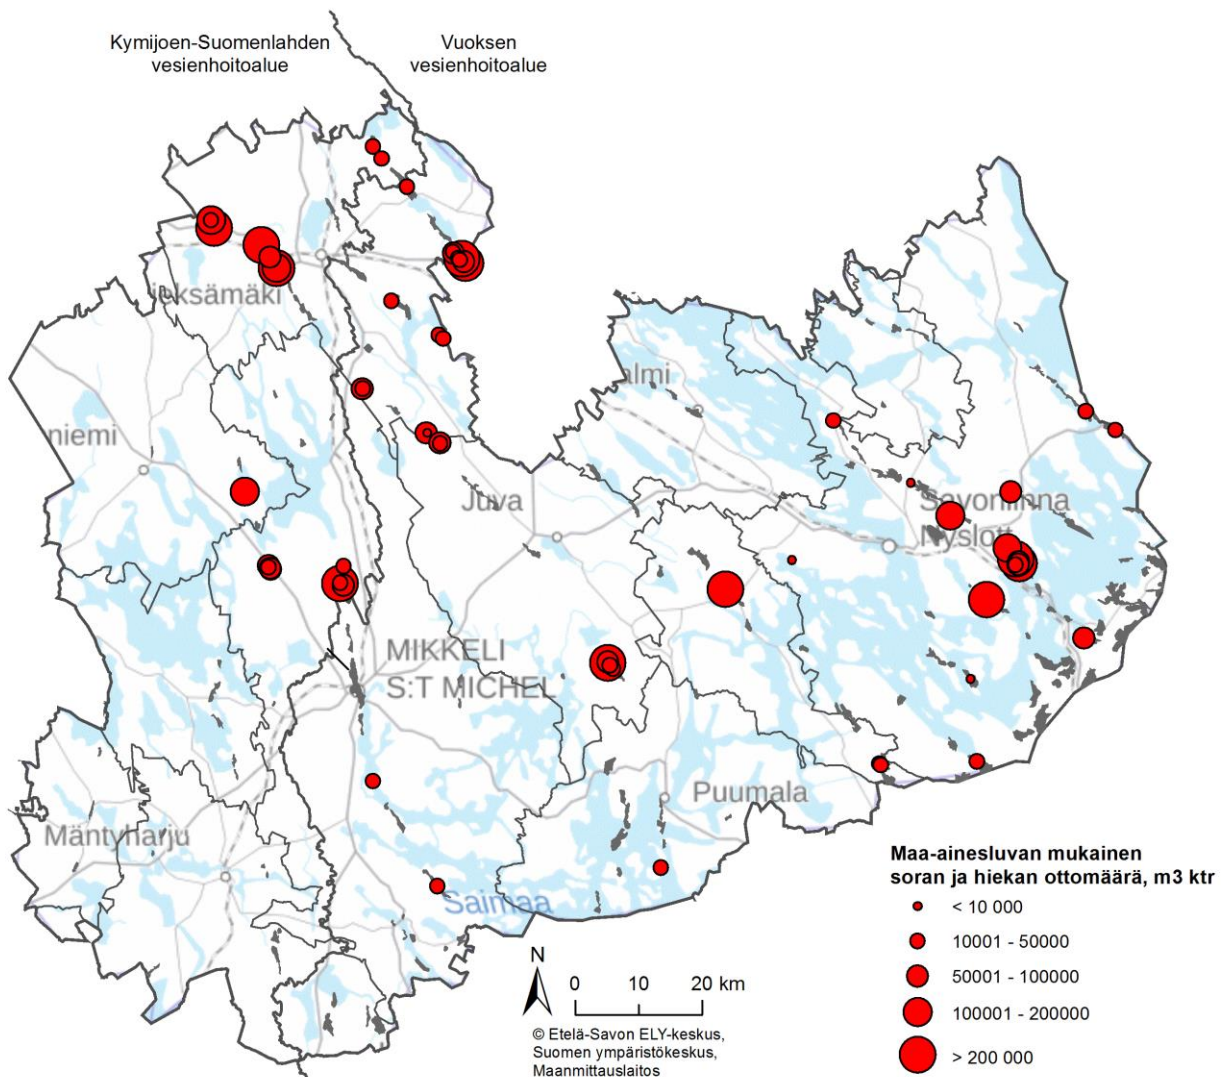 Kymijoen-Suomenlahden
vesienhoitoalue
Vuoksen
vesienhoitoalue
ieksämäki
almi
niemi
Juva
Savonlinna
Nyslott
MIKKELI
S:T MICHEL
Puumala
Mäntyharju
Saimaa
Maa-ainesluvan mukainen
soran ja hiekan ottomäärä, m3 ktr
< 10 000
10001 - 50000
50001 - 100000
100001 - 200000
> 200 000
N
0 10 20 km
© Etelä-Savon ELY-keskus,
Suomen ympäristökeskus,
Maanmittauslaitos